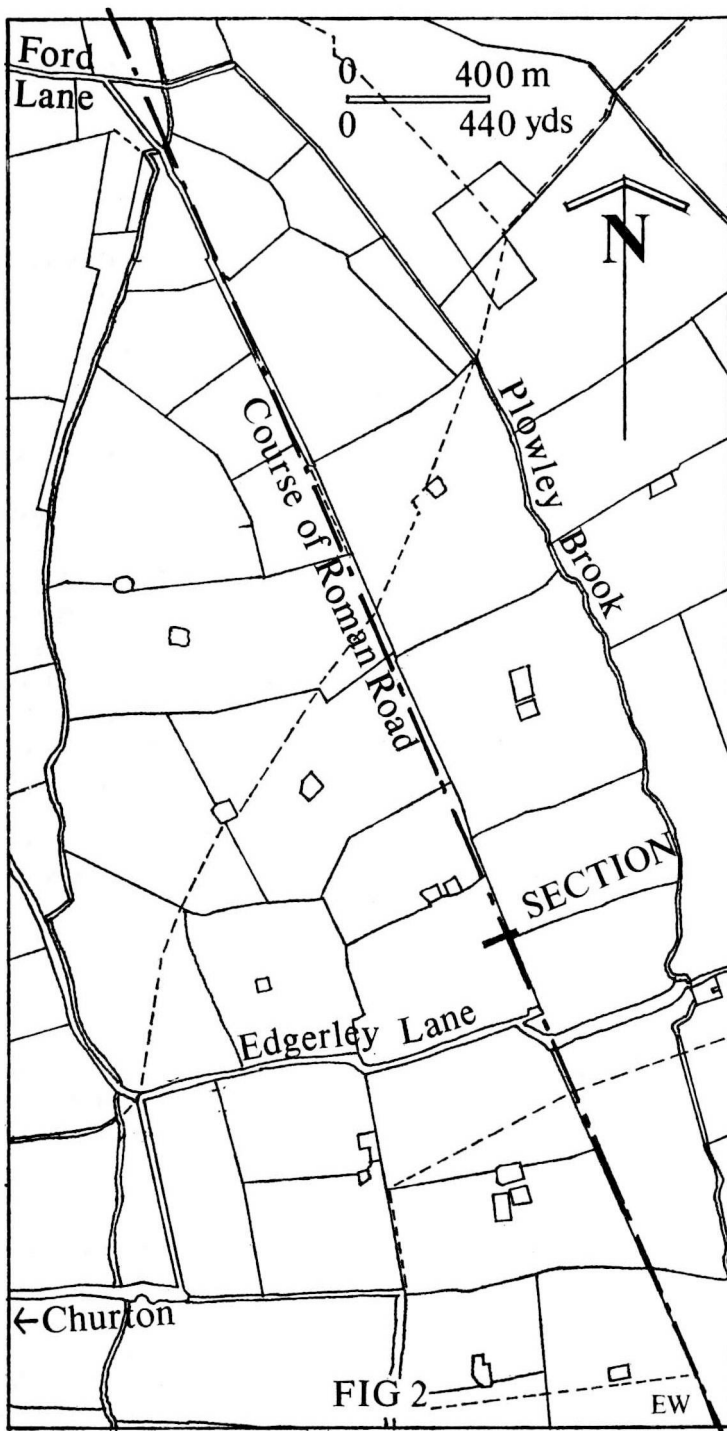 Ford
Lane
0 400 m
0 440 yds
N
Plowley Brook
Course of Roman Road
SECTION
Edgerley Lane
←Churton
FIG 2
EW